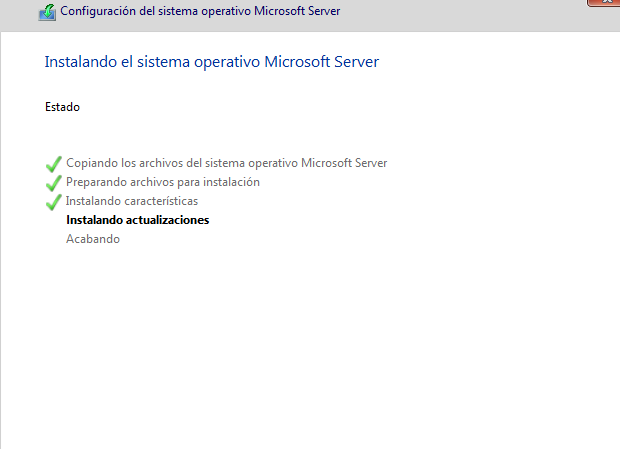 Configuración del sistema operativo Microsoft Server
Instalando el sistema operativo Microsoft Server
Estado
Copiando los archivos del sistema operativo Microsoft Server
Preparando archivos para instalación
Instalando características
Instalando actualizaciones
Acabando